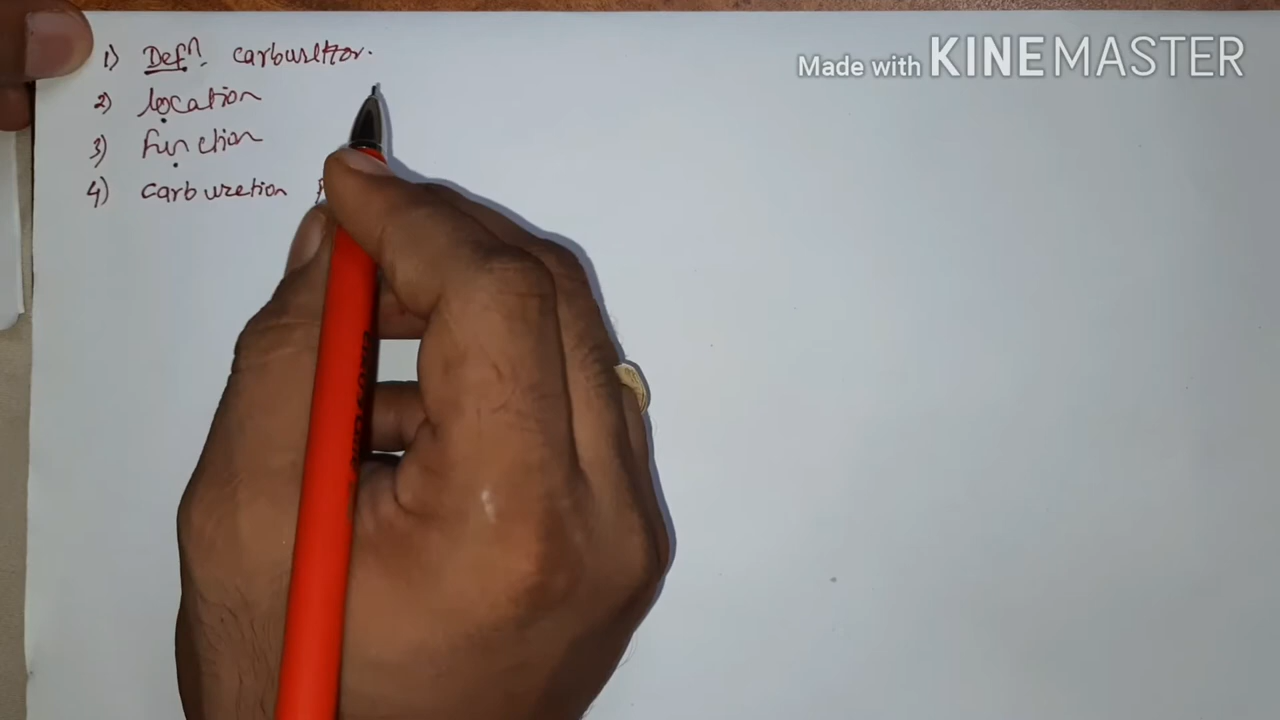 1) Defn. carburettor.
2) location
3) function
4) carburetion
Made with KINEMASTER